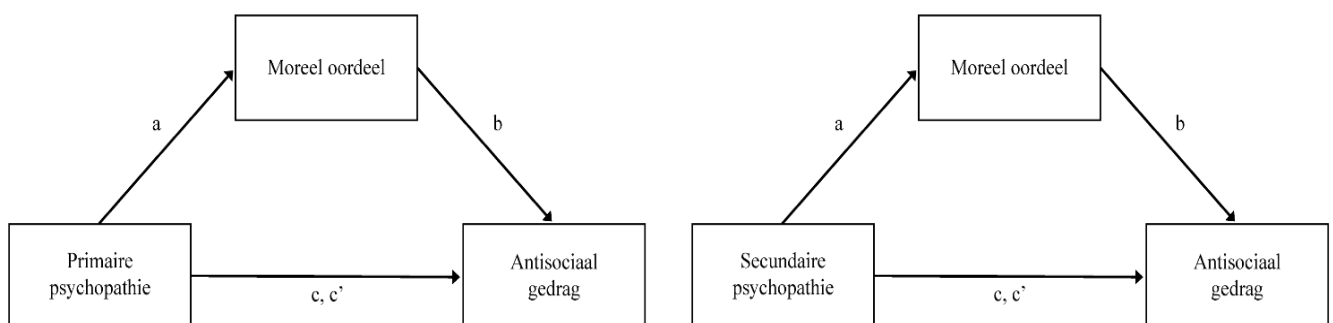 Moreel oordeel
a
b
Primaire
psychopathie
c, c’
Antisociaal
gedrag
Moreel oordeel
a
b
Secundaire
psychopathie
c, c’
Antisociaal
gedrag